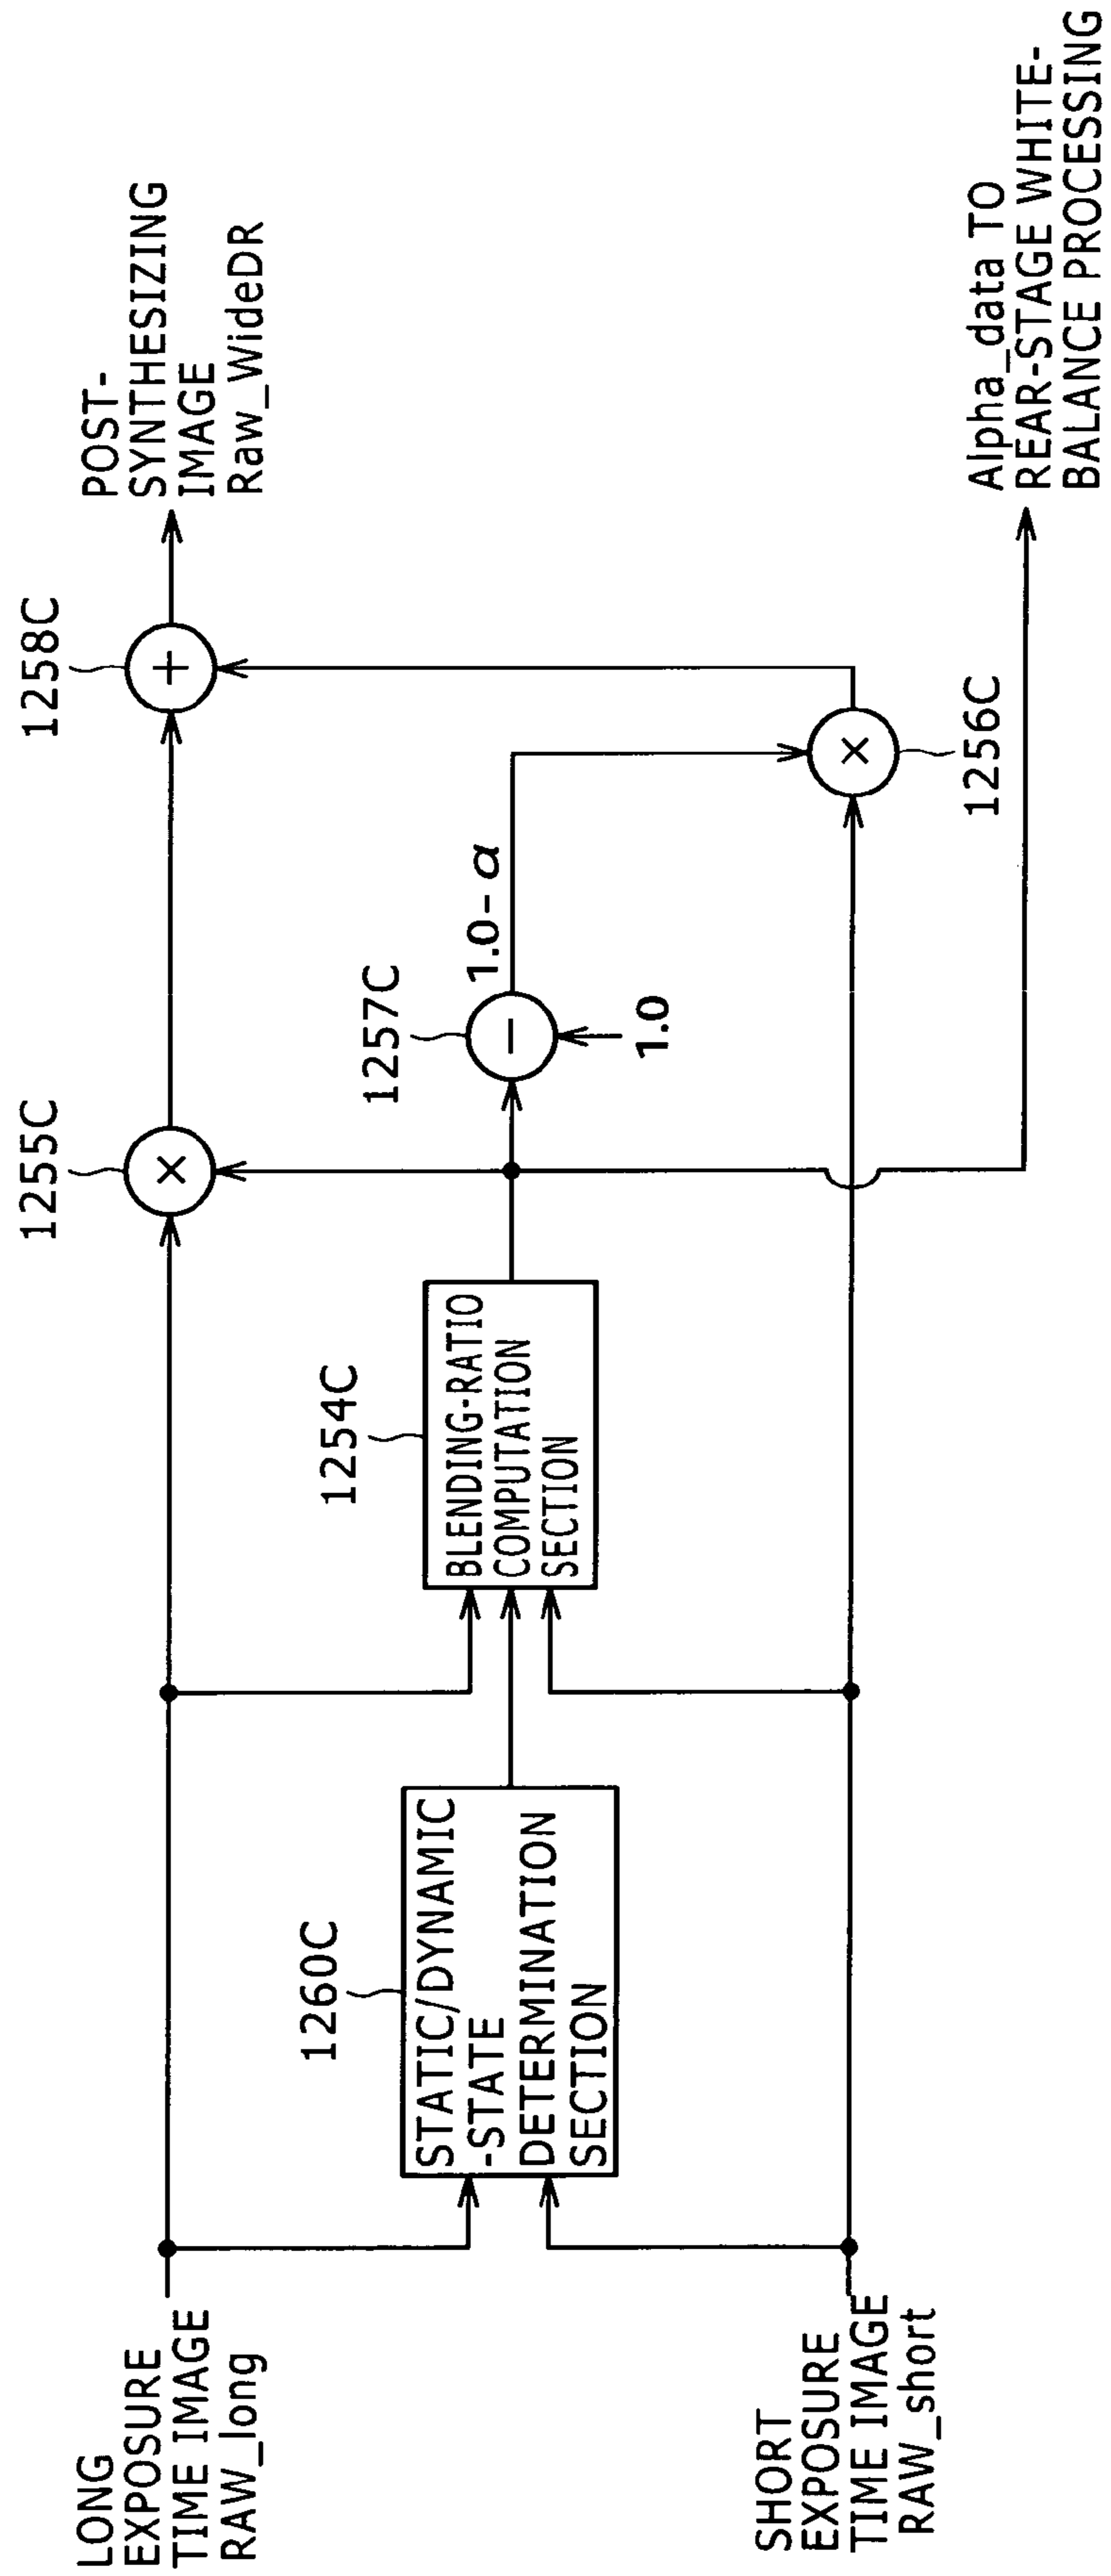 LONG
EXPOSURE
TIME IMAGE
RAW_long
SHORT
EXPOSURE
TIME IMAGE
RAW_short
1260C
STATIC/DYNAMIC
-STATE
DETERMINATION
SECTION
1254C
BLENDING-RATIO
COMPUTATION
SECTION
1255C
×
1257C
−
1.0
1.0-α
1256C
×
1258C
+
POST-
SYNTHESIZING
IMAGE
Raw_WideDR
Alpha_data TO
REAR-STAGE WHITE-
BALANCE PROCESSING